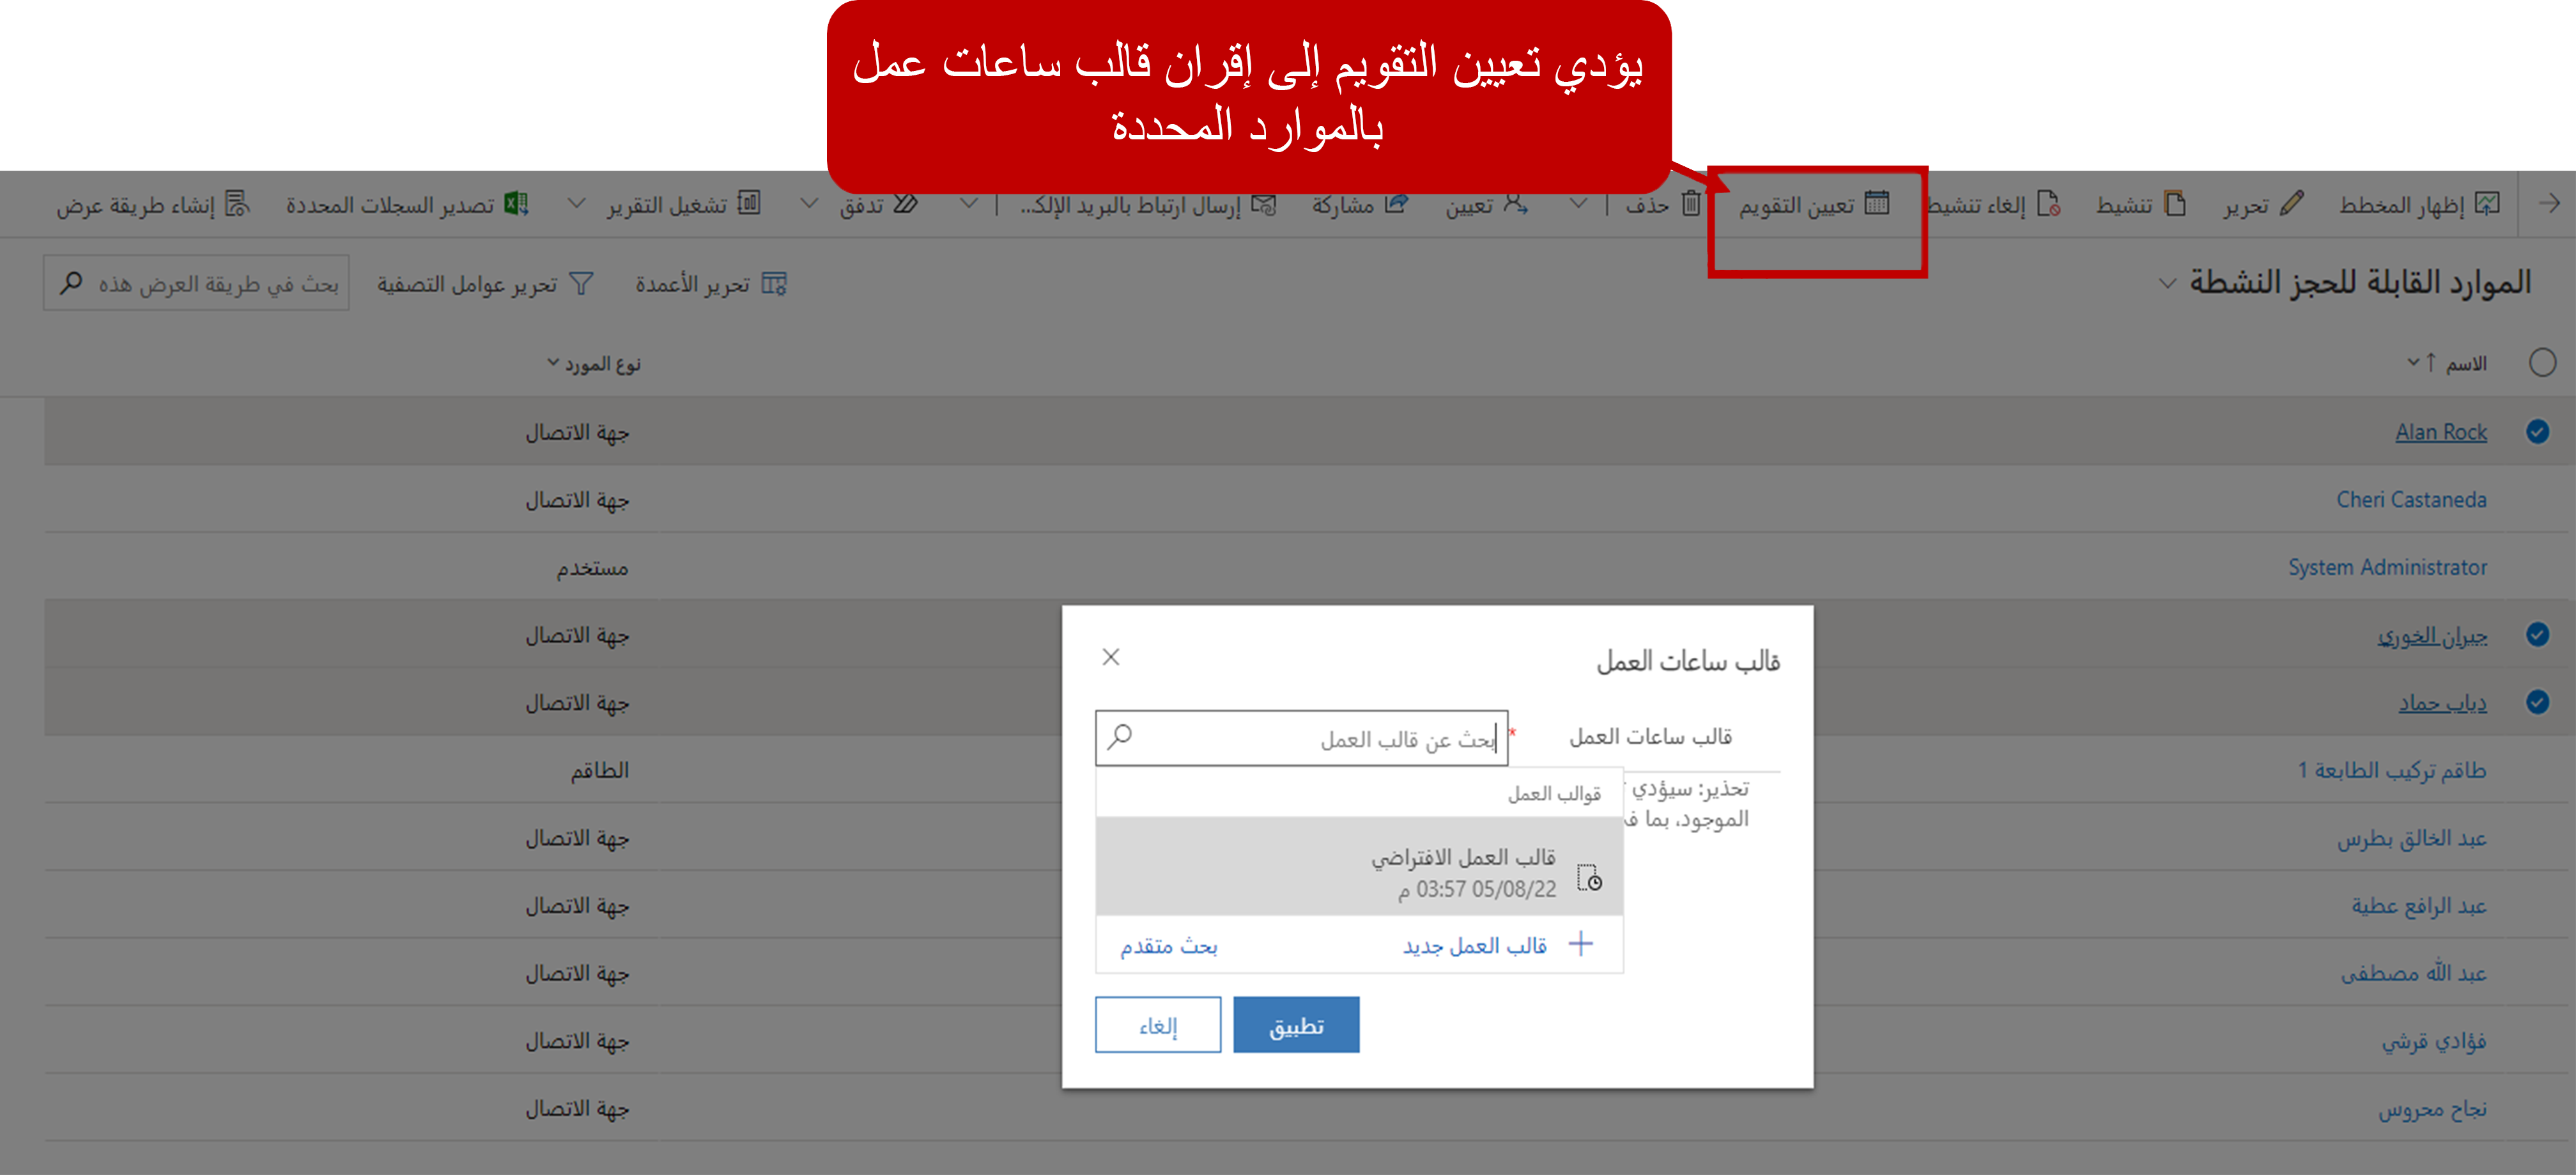 يؤدي تعيين التقويم إلى إقران قالب ساعات عمل
بالموارد المحددة
إظهار المخطط تحرير تنشيط إلغاء تنشيط تعيين التقويم حذف تعيين مشاركة إرسال ارتباط بالبريد الإلكـ... تدفق تشغيل التقرير تصدير السجلات المحددة إنشاء طريقة عرض
الموارد القابلة للحجز النشطة تحرير الأعمدة تحرير عوامل التصفية بحث في طريقة العرض هذه
الاسم ↑ نوع المورد
Alan Rock جهة الاتصال
Cheri Castaneda جهة الاتصال
System Administrator مستخدم
جيران الخوري جهة الاتصال
دياب حماد جهة الاتصال
طاقم تركيب الطابعة 1 الطاقم
عبد الخالق بطرس جهة الاتصال
عبد الرافع عطية جهة الاتصال
عبد الله مصطفى جهة الاتصال
فؤادي قرشي جهة الاتصال
نجاح محروس جهة الاتصال
قالب ساعات العمل
قالب ساعات العمل * بحث عن قالب العمل
تحذير: سيؤدي
الموجود، بما
قوالب العمل
قالب العمل الافتراضي
05/08/22 03:57 م
قالب العمل جديد بحث متقدم
تطبيق إلغاء